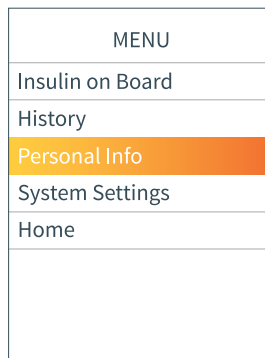 MENU
Insulin on Board
History
Personal Info
System Settings
Home